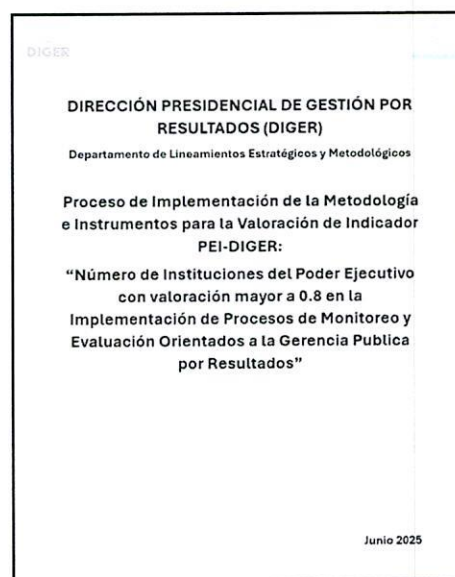 DIGER
DIRECCIÓN PRESIDENCIAL DE GESTIÓN POR
RESULTADOS (DIGER)
Departamento de Lineamientos Estratégicos y Metodológicos
Proceso de Implementación de la Metodología
e Instrumentos para la Valoración de Indicador
PEI-DIGER:
“Número de Instituciones del Poder Ejecutivo
con valoración mayor a 0.8 en la
Implementación de Procesos de Monitoreo y
Evaluación Orientados a la Gerencia Publica
por Resultados”
Junio 2025